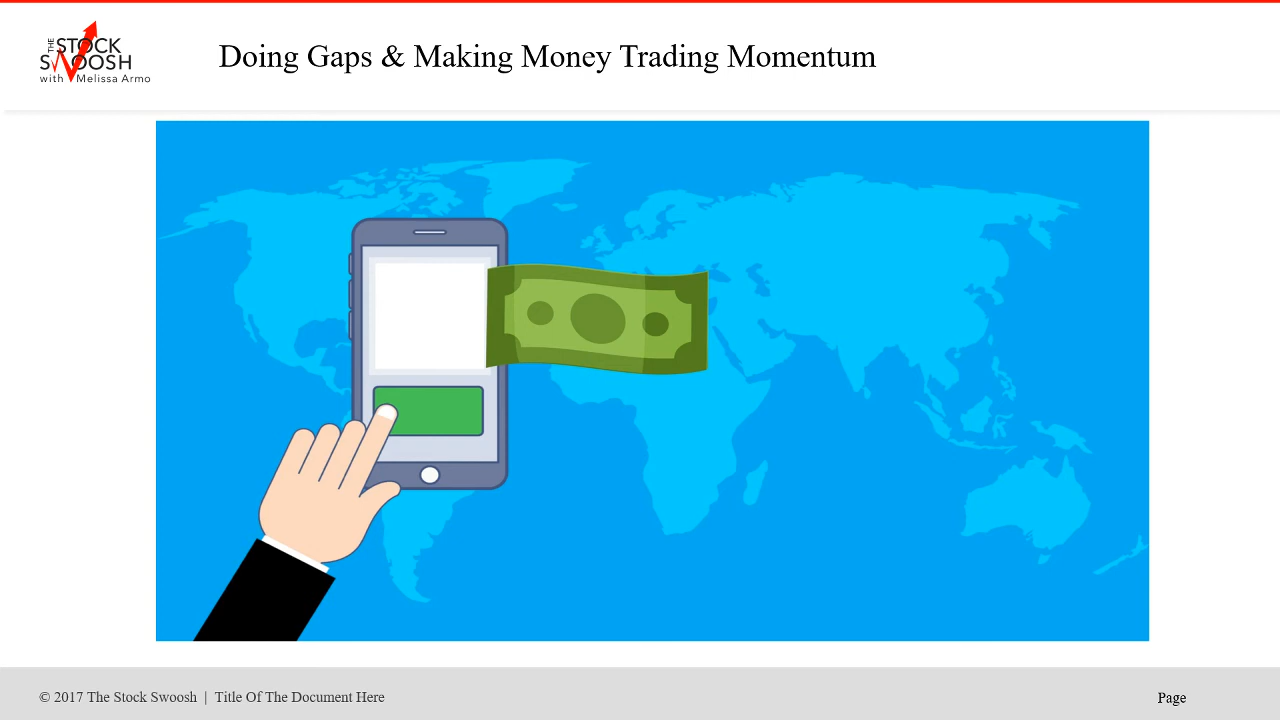 THE STOCK
SWOOSH
with Melissa Armo
Doing Gaps & Making Money Trading Momentum
© 2017 The Stock Swoosh | Title Of The Document Here
Page